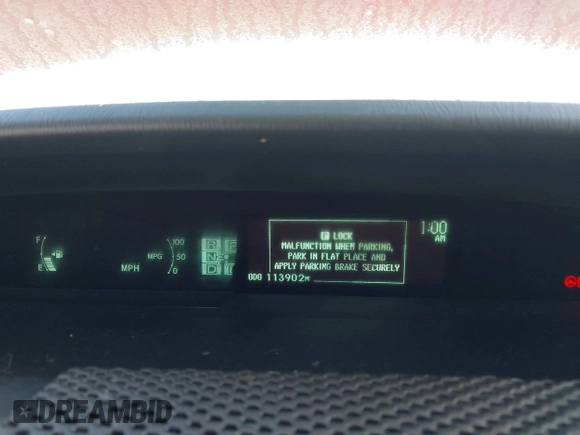 F
E
MPH
MPG
100
50
0
R
N
D
P LOCK
MALFUNCTION WHEN PARKING,
PARK IN FLAT PLACE AND
APPLY PARKING BRAKE SECURELY
ODO 113902M
1:00
AM
DREAMBID